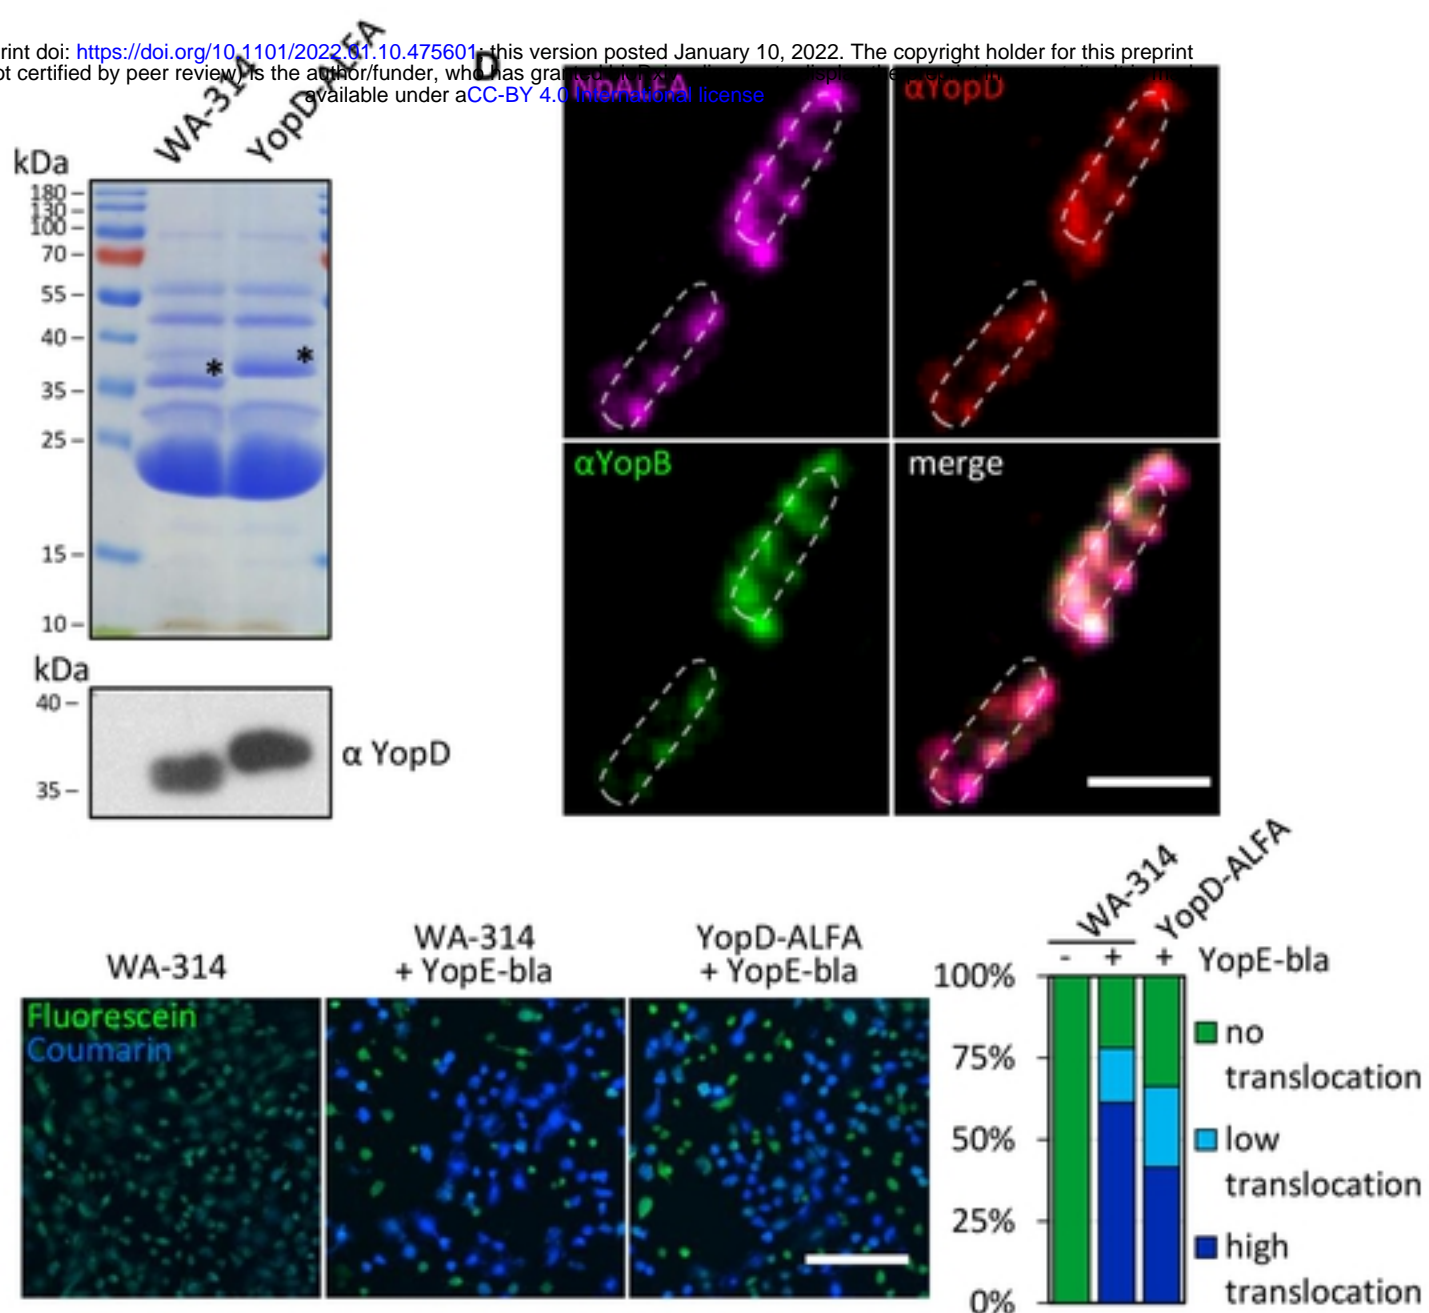 rint doi: https://doi.org/10.1101/2022.01.10.475601; this version posted January 10, 2022. The copyright holder for this preprint
ot certified by peer review) is the author/funder, who has
available under aCC-BY 4.0 International license
D
WA-314
YopD-ALFA
kDa
180
130
100
70
55
40
35
25
15
10
*
*
kDa
40
35
α YopD
NbALFA
αYopD
αYopB
merge
WA-314
WA-314
+ YopE-bla
YopD-ALFA
+ YopE-bla
Fluorescein
Coumarin
WA-314
YopD-ALFA
- + + YopE-bla
100%
75%
50%
25%
0%
no
translocation
low
translocation
high
translocation